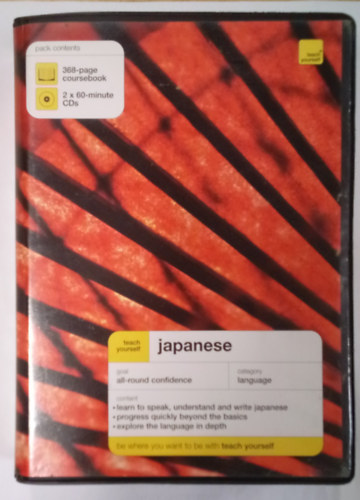 pack contents
368-page
coursebook
2 x 60-minute
CDs
teach
yourself
teach
yourself
japanese
goal
all-round confidence
category
language
content
• learn to speak, understand and write japanese
• progress quickly beyond the basics
• explore the language in depth
be where you want to be with teach yourself